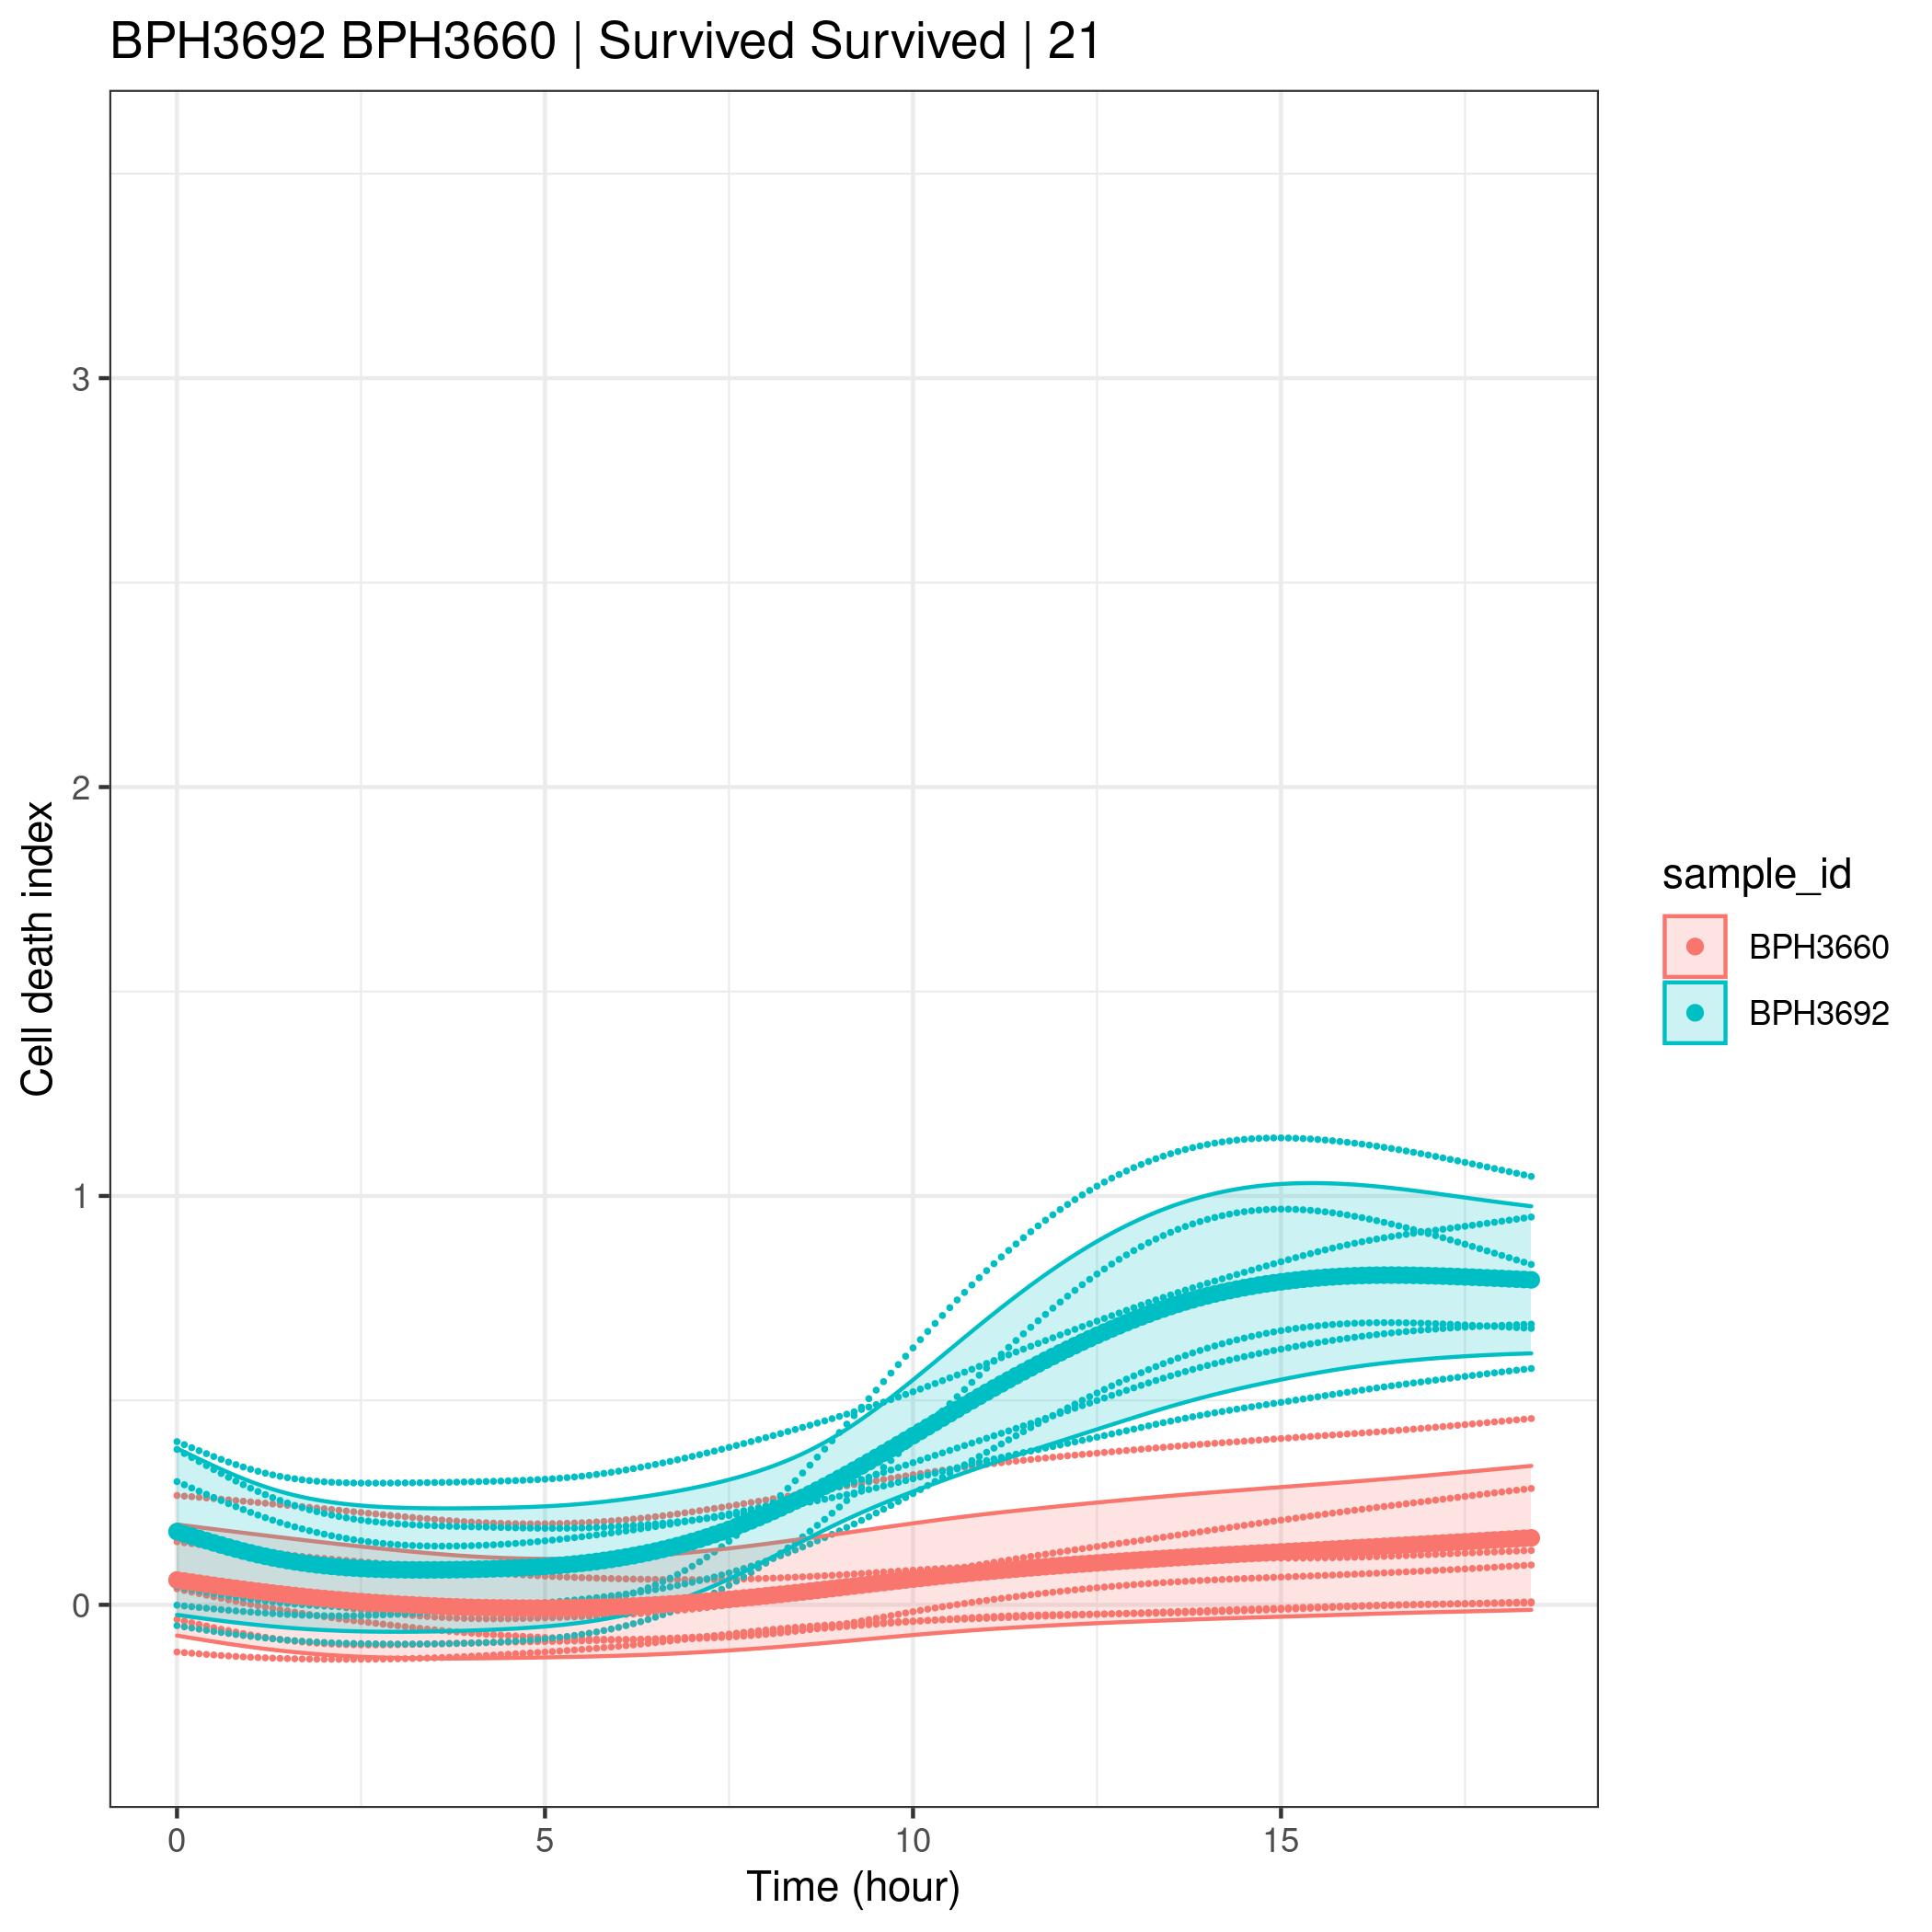 BPH3692 BPH3660 | Survived Survived | 21
Cell death index
3
2
1
0
0 5 10 15
Time (hour)
sample_id
BPH3660
BPH3692